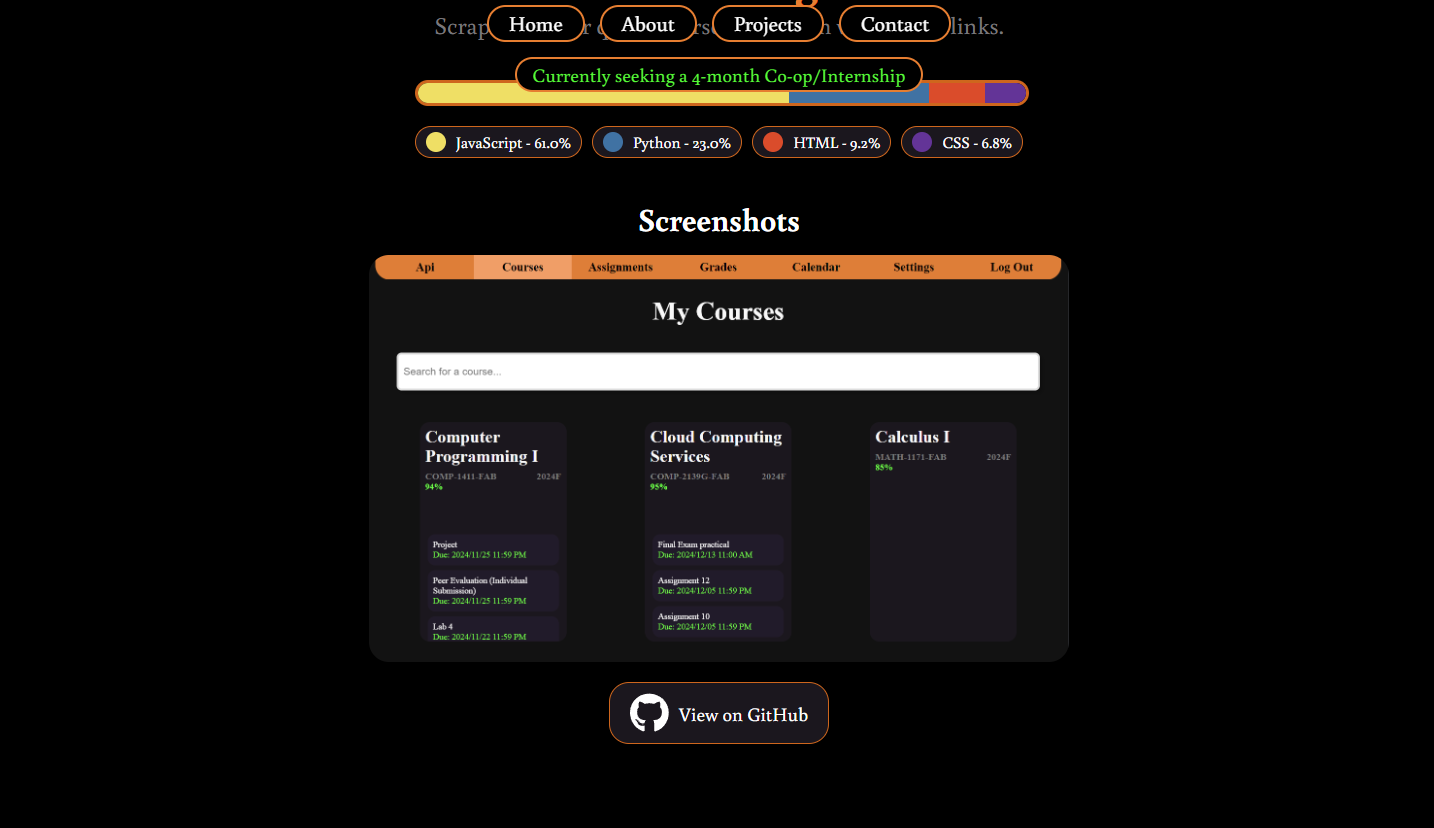 Home About Projects Contact
Scrap links.
Currently seeking a 4-month Co-op/Internship
JavaScript - 61.0% Python - 23.0% HTML - 9.2% CSS - 6.8%
Screenshots
Api Courses Assignments Grades Calendar Settings Log Out
My Courses
Search for a course...
Computer
Programming I
COMP-1411-FAB 2024F
94%
Project
Due: 2024/11/25 11:59 PM
Peer Evaluation (Individual
Submission)
Due: 2024/11/25 11:59 PM
Lab 4
Due: 2024/11/22 11:59 PM
Cloud Computing
Services
COMP-2139G-FAB 2024F
95%
Final Exam practical
Due: 2024/12/13 11:00 AM
Assignment 12
Due: 2024/12/05 11:59 PM
Assignment 10
Due: 2024/12/05 11:59 PM
Calculus I
MATH-1171-FAB 2024F
85%
View on GitHub